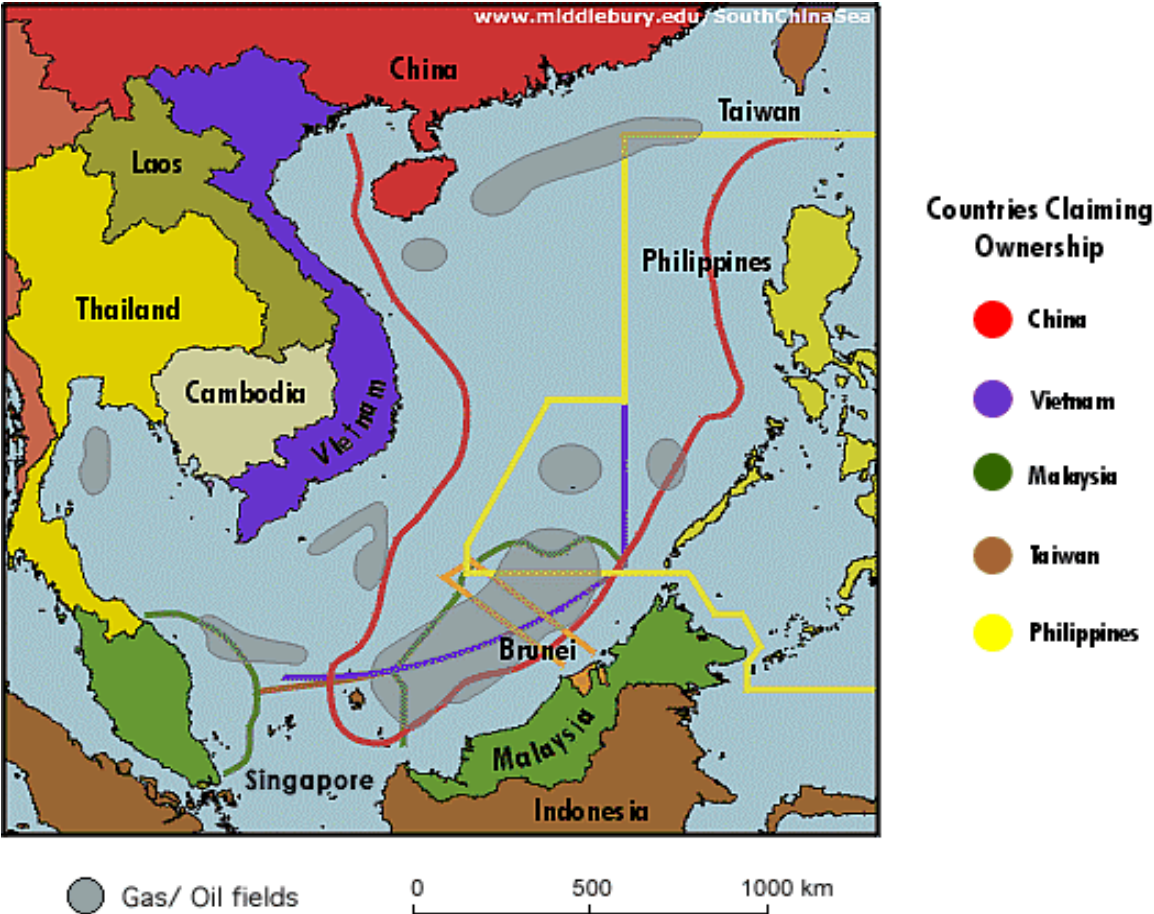 www.middlebury.edu/SouthChinaSea
China
Taiwan
Laos
Philippines
Thailand
Cambodia
Vietnam
Brunei
Malaysia
Singapore
Indonesia
Countries Claiming
Ownership
China
Vietnam
Malaysia
Taiwan
Philippines
Gas/ Oil fields
0 500 1000 km